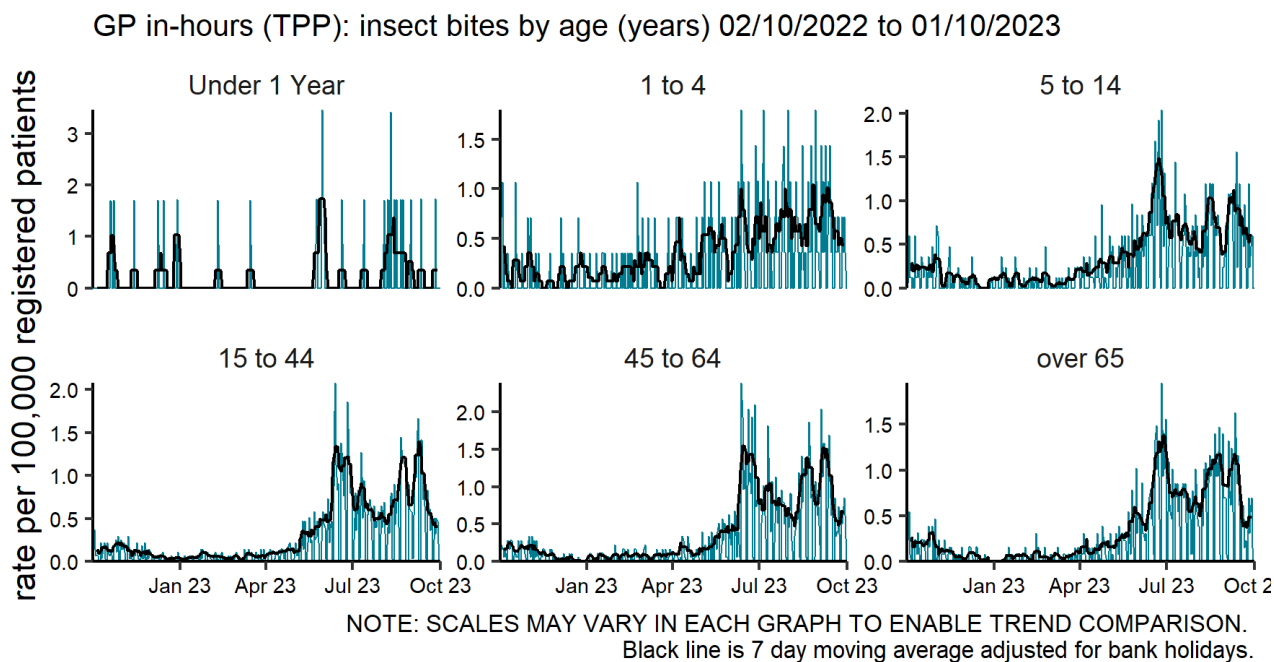 GP in-hours (TPP): insect bites by age (years) 02/10/2022 to 01/10/2023
rate per 100,000 registered patients
Under 1 Year
3
2
1
0
1 to 4
1.5
1.0
0.5
0.0
5 to 14
2.0
1.5
1.0
0.5
0.0
15 to 44
2.0
1.5
1.0
0.5
0.0
Jan 23 Apr 23 Jul 23 Oct 23
45 to 64
2.0
1.5
1.0
0.5
0.0
Jan 23 Apr 23 Jul 23 Oct 23
over 65
1.5
1.0
0.5
0.0
Jan 23 Apr 23 Jul 23 Oct 2
NOTE: SCALES MAY VARY IN EACH GRAPH TO ENABLE TREND COMPARISON.
Black line is 7 day moving average adjusted for bank holidays.